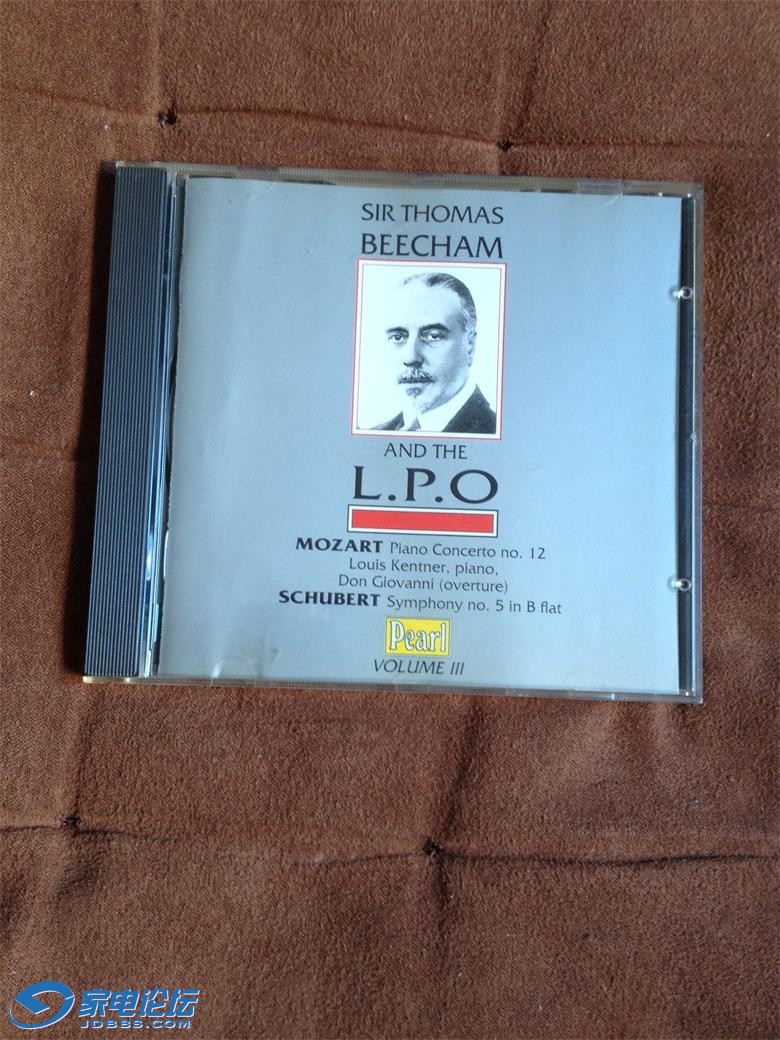 SIR THOMAS
BEECHAM
AND THE
L.P.O
MOZART Piano Concerto no. 12
Louis Kentner, piano,
Don Giovanni (overture)
SCHUBERT Symphony no. 5 in B flat
Pearl
VOLUME III
家电论坛
JDBBS.COM